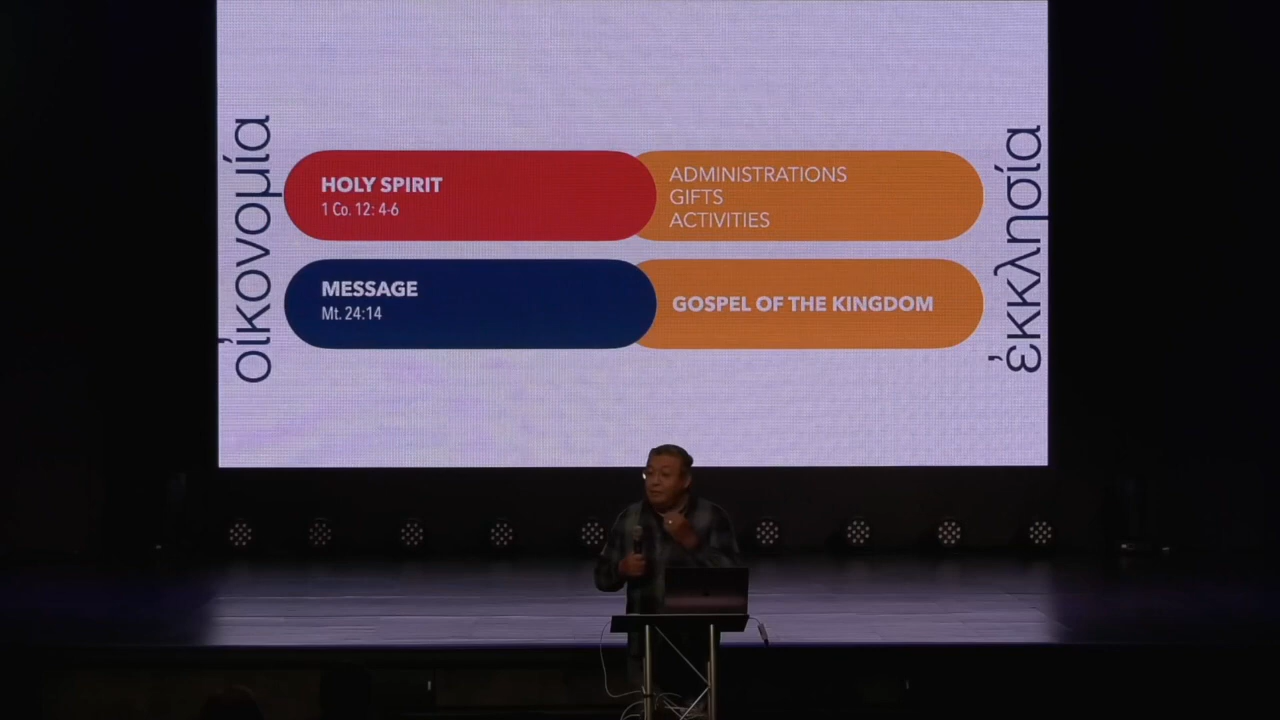 οἰκονομία
HOLY SPIRIT
1 Co. 12: 4-6
ADMINISTRATIONS
GIFTS
ACTIVITIES
MESSAGE
Mt. 24:14
GOSPEL OF THE KINGDOM
ἐκκλησία